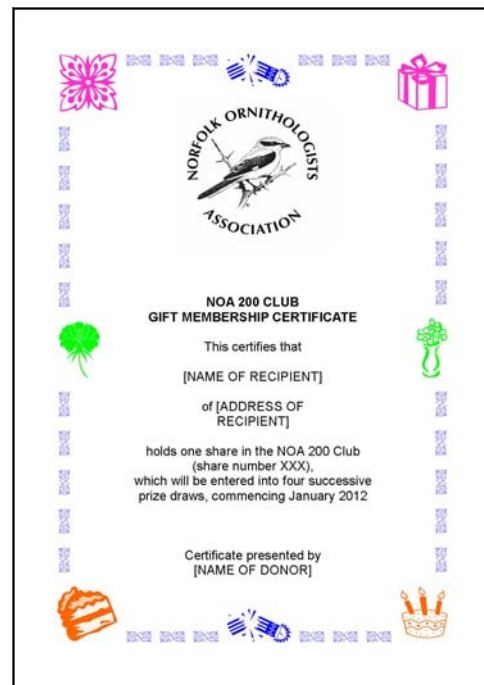 NORFOLK ORNITHOLOGISTS
ASSOCIATION
NOA 200 CLUB
GIFT MEMBERSHIP CERTIFICATE
This certifies that
[NAME OF RECIPIENT]
of [ADDRESS OF
RECIPIENT]
holds one share in the NOA 200 Club
(share number XXX),
which will be entered into four successive
prize draws, commencing January 2012
Certificate presented by
[NAME OF DONOR]